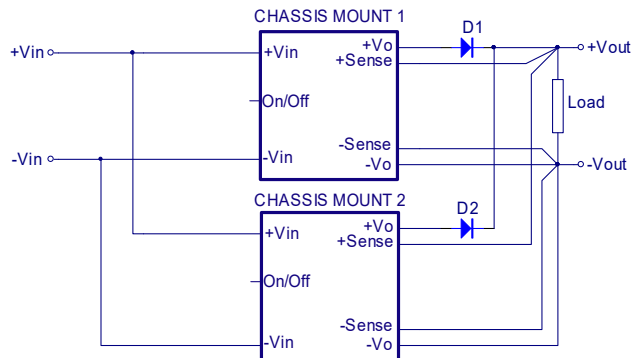 CHASSIS MOUNT 1
D1
+Vin
+Vin
+Vo
+Vout
+Sense
On/Off
Load
-Sense
-Vin
-Vin
-Vo
-Vout
CHASSIS MOUNT 2
D2
+Vin
+Vo
+Sense
On/Off
-Sense
-Vin
-Vo